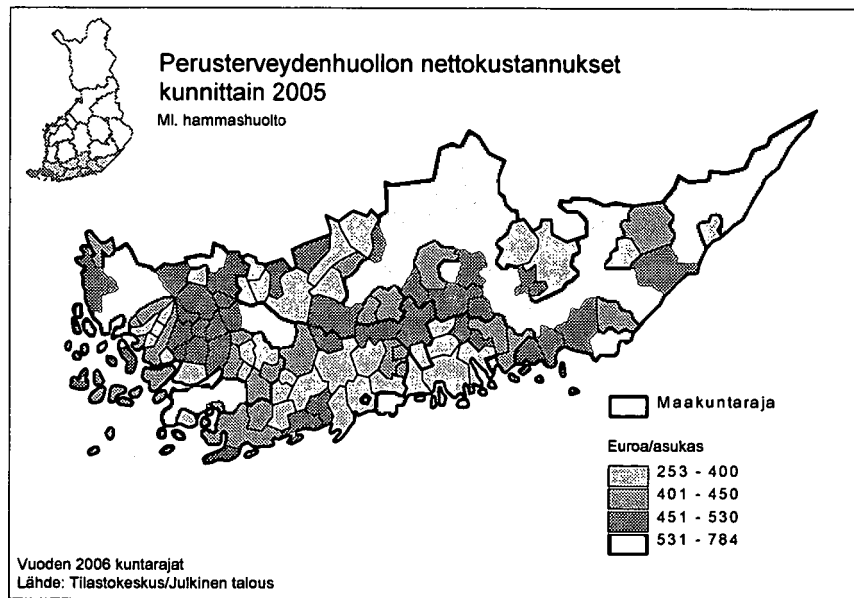 Perusterveydenhuollon nettokustannukset
kunnittain 2005
Ml. hammashuolto
Maakuntaraja
Euroa/asukas
253 - 400
401 - 450
451 - 530
531 - 784
Vuoden 2006 kuntarajat
Lähde: Tilastokeskus/Julkinen talous